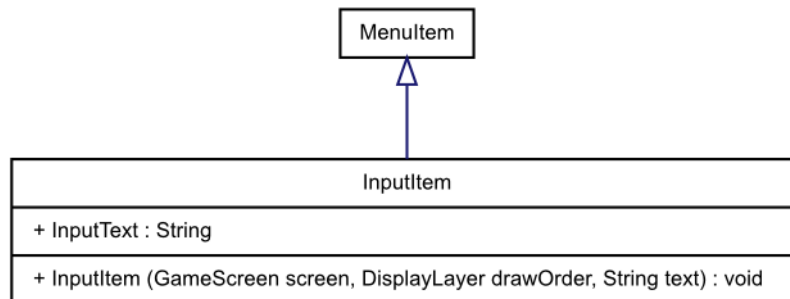 MenuItem
InputItem
+ InputText : String
+ InputItem (GameScreen screen, DisplayLayer drawOrder, String text) : void